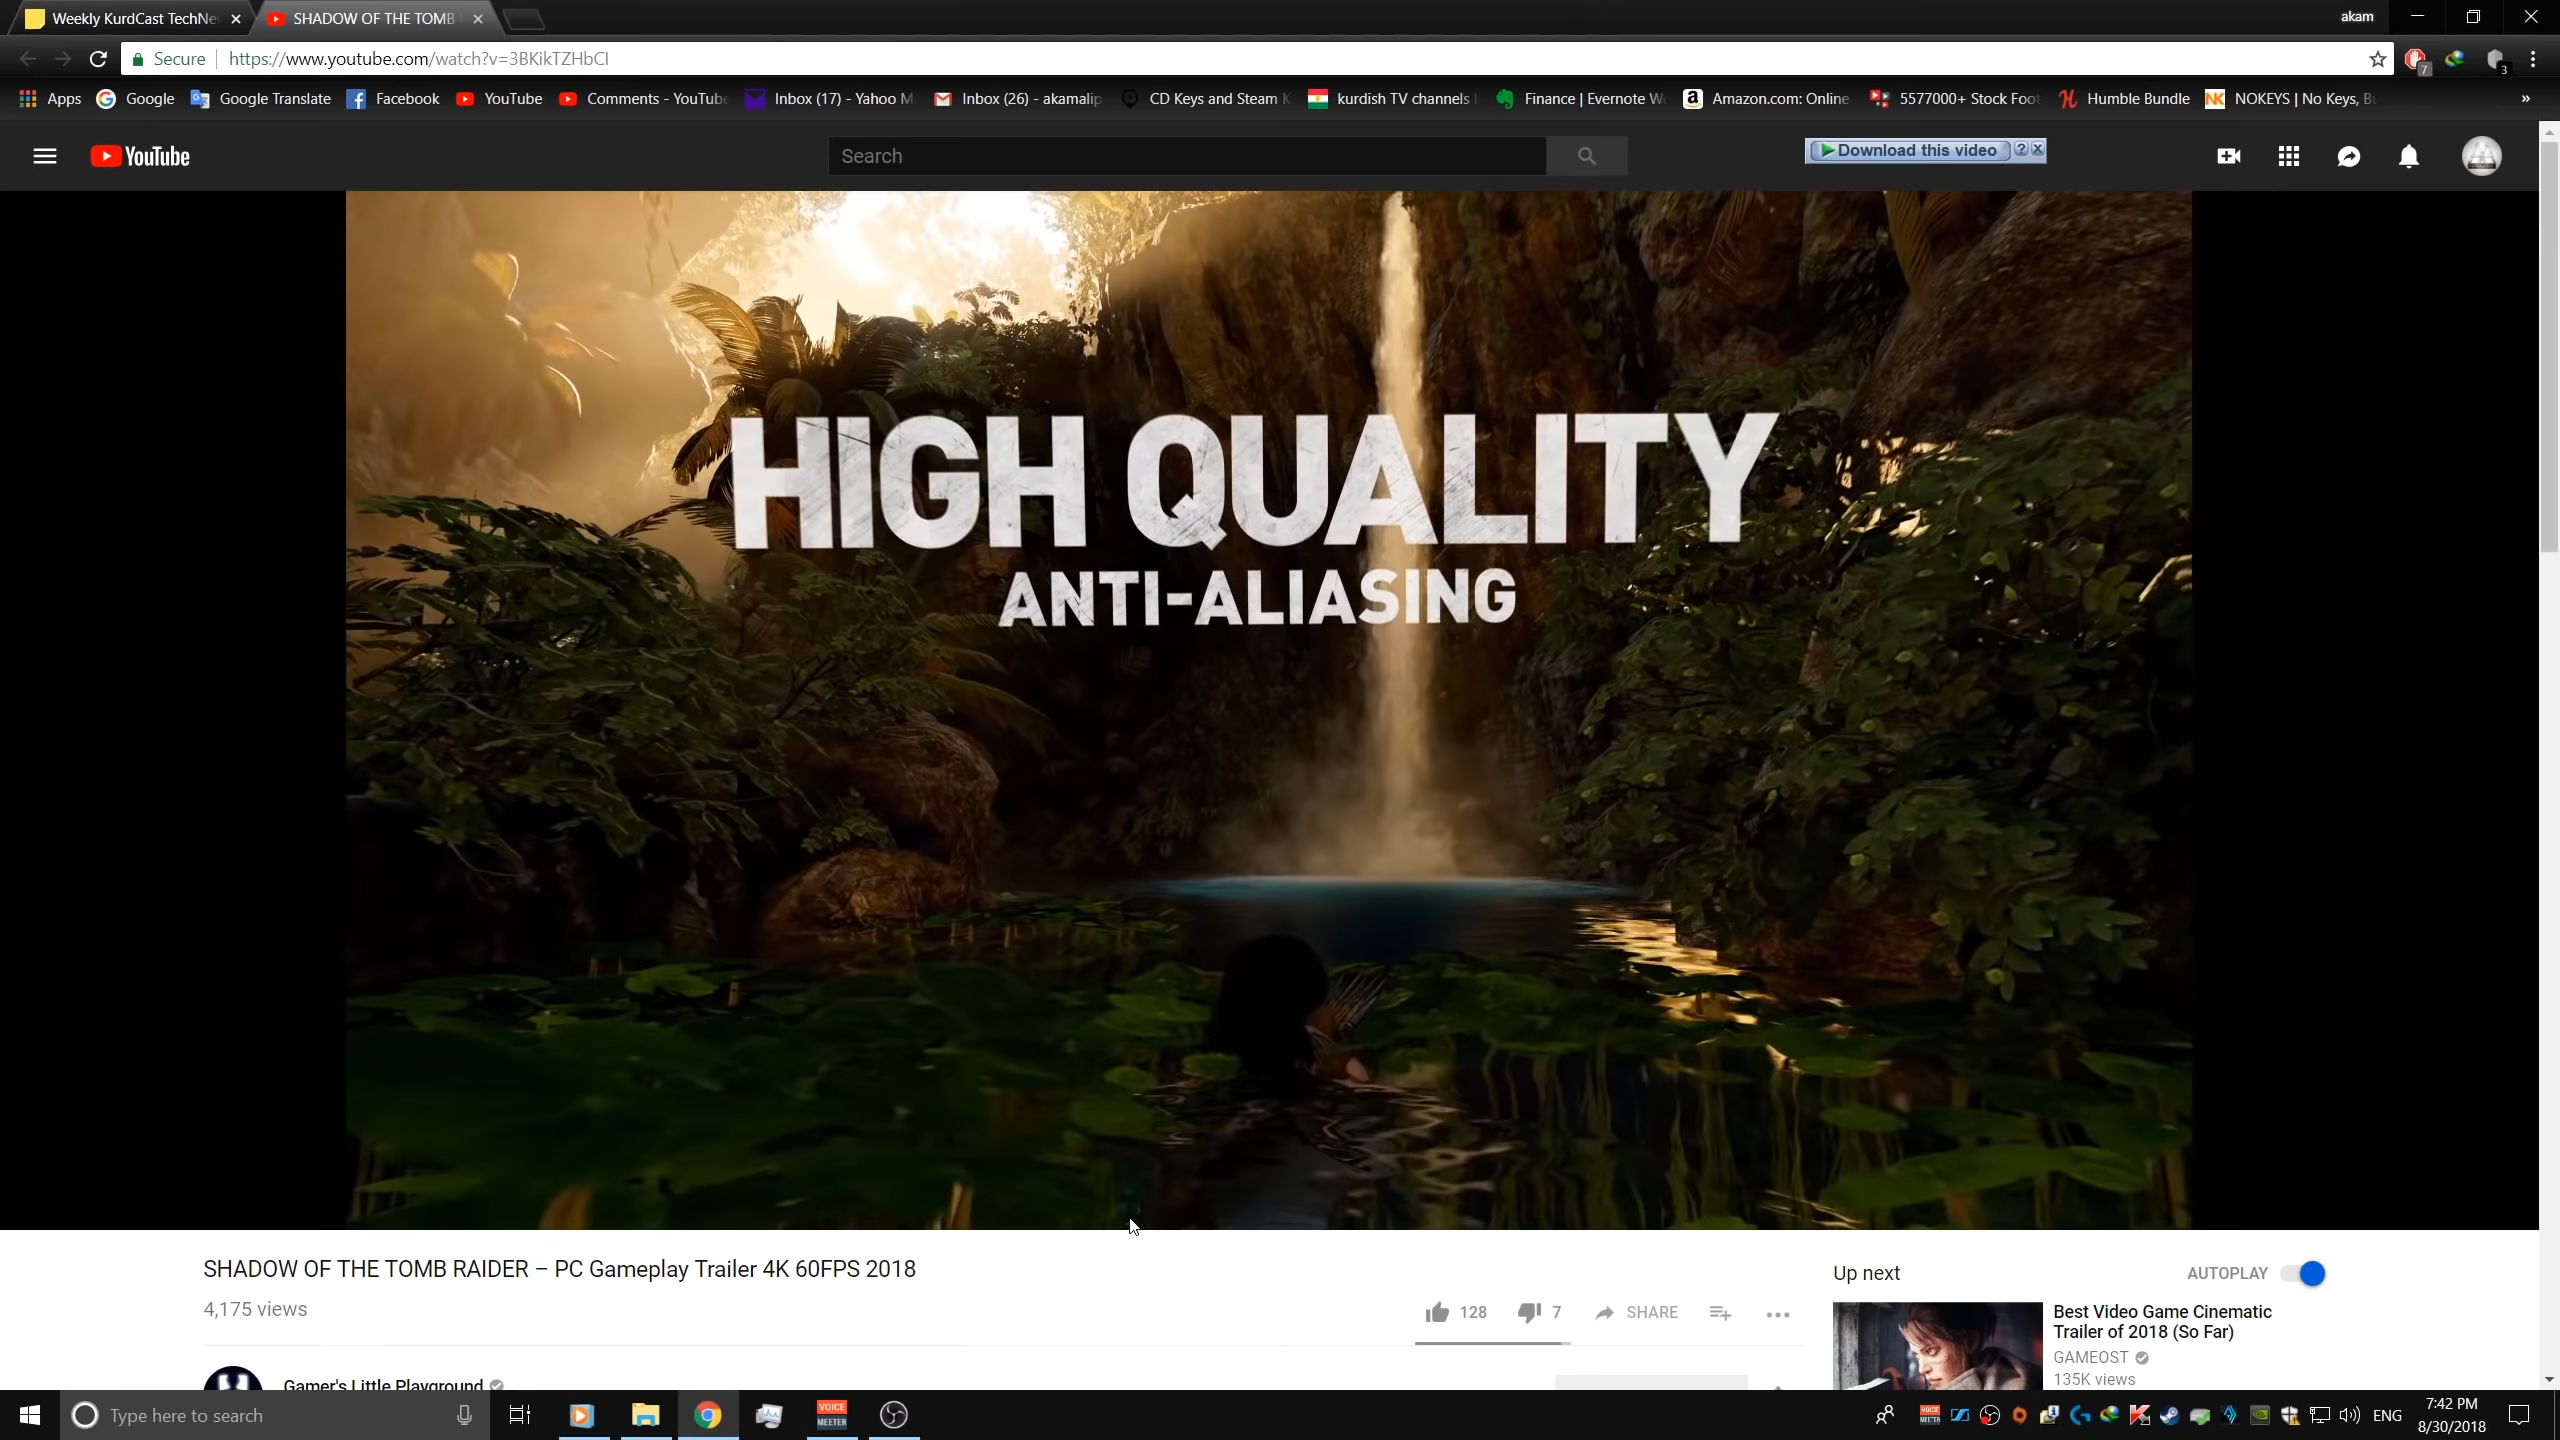 Weekly KurdCast TechNe
SHADOW OF THE TOMB
akam
Secure
https://www.youtube.com/watch?v=3BKikTZHbCI
7
3
Apps
Google
Google Translate
Facebook
YouTube
Comments - YouTube
Inbox (17) - Yahoo M
Inbox (26) - akamalip
CD Keys and Steam K
kurdish TV channels
Finance | Evernote W
Amazon.com: Online
5577000+ Stock Foot
Humble Bundle
NOKEYS | No Keys, B
»
YouTube
Search
Download this video
HIGH QUALITY
ANTI-ALIASING
SHADOW OF THE TOMB RAIDER – PC Gameplay Trailer 4K 60FPS 2018
4,175 views
128
7
SHARE
Up next
AUTOPLAY
Best Video Game Cinematic
Trailer of 2018 (So Far)
GAMEOST
135K views
Gamer's Little Playground
Type here to search
VOICE
MEETER
ENG
7:42 PM
8/30/2018